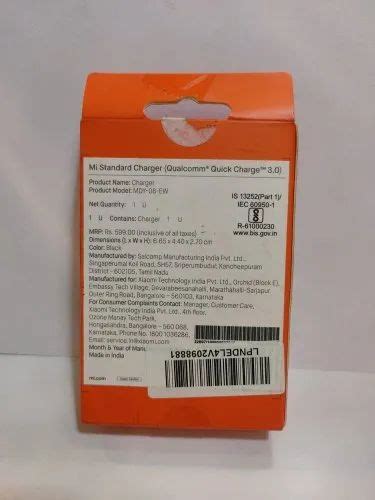 Mi Standard Charger (Qualcomm® Quick Charge™ 3.0)
Product Name: Charger
Product Model: MDY-08-EW
IS 13252(Part 1)/
IEC 60950-1
R-61000230
www.bis.gov.in
Net Quantity: 1 U
1 U Contains: Charger 1 U
MRP: Rs. 599.00 (inclusive of all taxes)
Dimensions (L x W x H): 6.65 x 4.40 x 2.70 cm
Color: Black
Manufactured by: Salcomp Manufacturing India Pvt. Ltd.,
Singaperumal Koil Road, SH57, Sriperumbudur, Kancheepuram
District - 602105, Tamil Nadu
Manufactured for: Xiaomi Technology India Pvt. Ltd., Orchid (Block E),
Embassy Tech Village, Devarabeesanahalli, Marathahalli-Sarjapur
Outer Ring Road, Bangalore - 560103, Karnataka
For Consumer Complaints Contact: Manager, Customer Care,
Xiaomi Technology India Pvt. Ltd., 4th floor,
Ozone Manay Tech Park,
Hongasandra, Bangalore - 560 068,
Karnataka, Phone No. 1800 1036286,
Email: service.in@xiaomi.com
Month & Year of Man
Made in India
mi.com
LPNDEL4V2098881